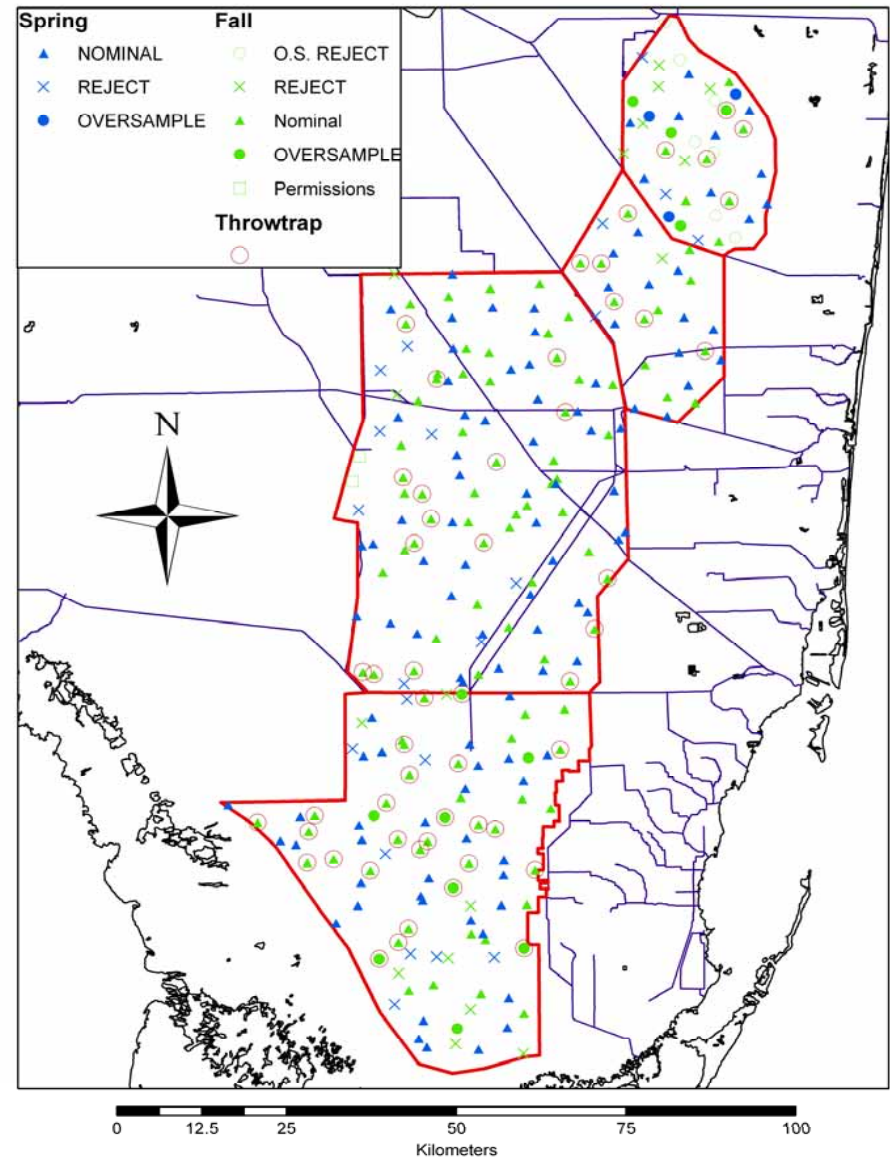 Spring Fall
NOMINAL O.S. REJECT
REJECT REJECT
OVERSAMPLE Nominal
OVERSAMPLE
Permissions
Throwtrap
N
0 12.5 25 50 75 100
Kilometers